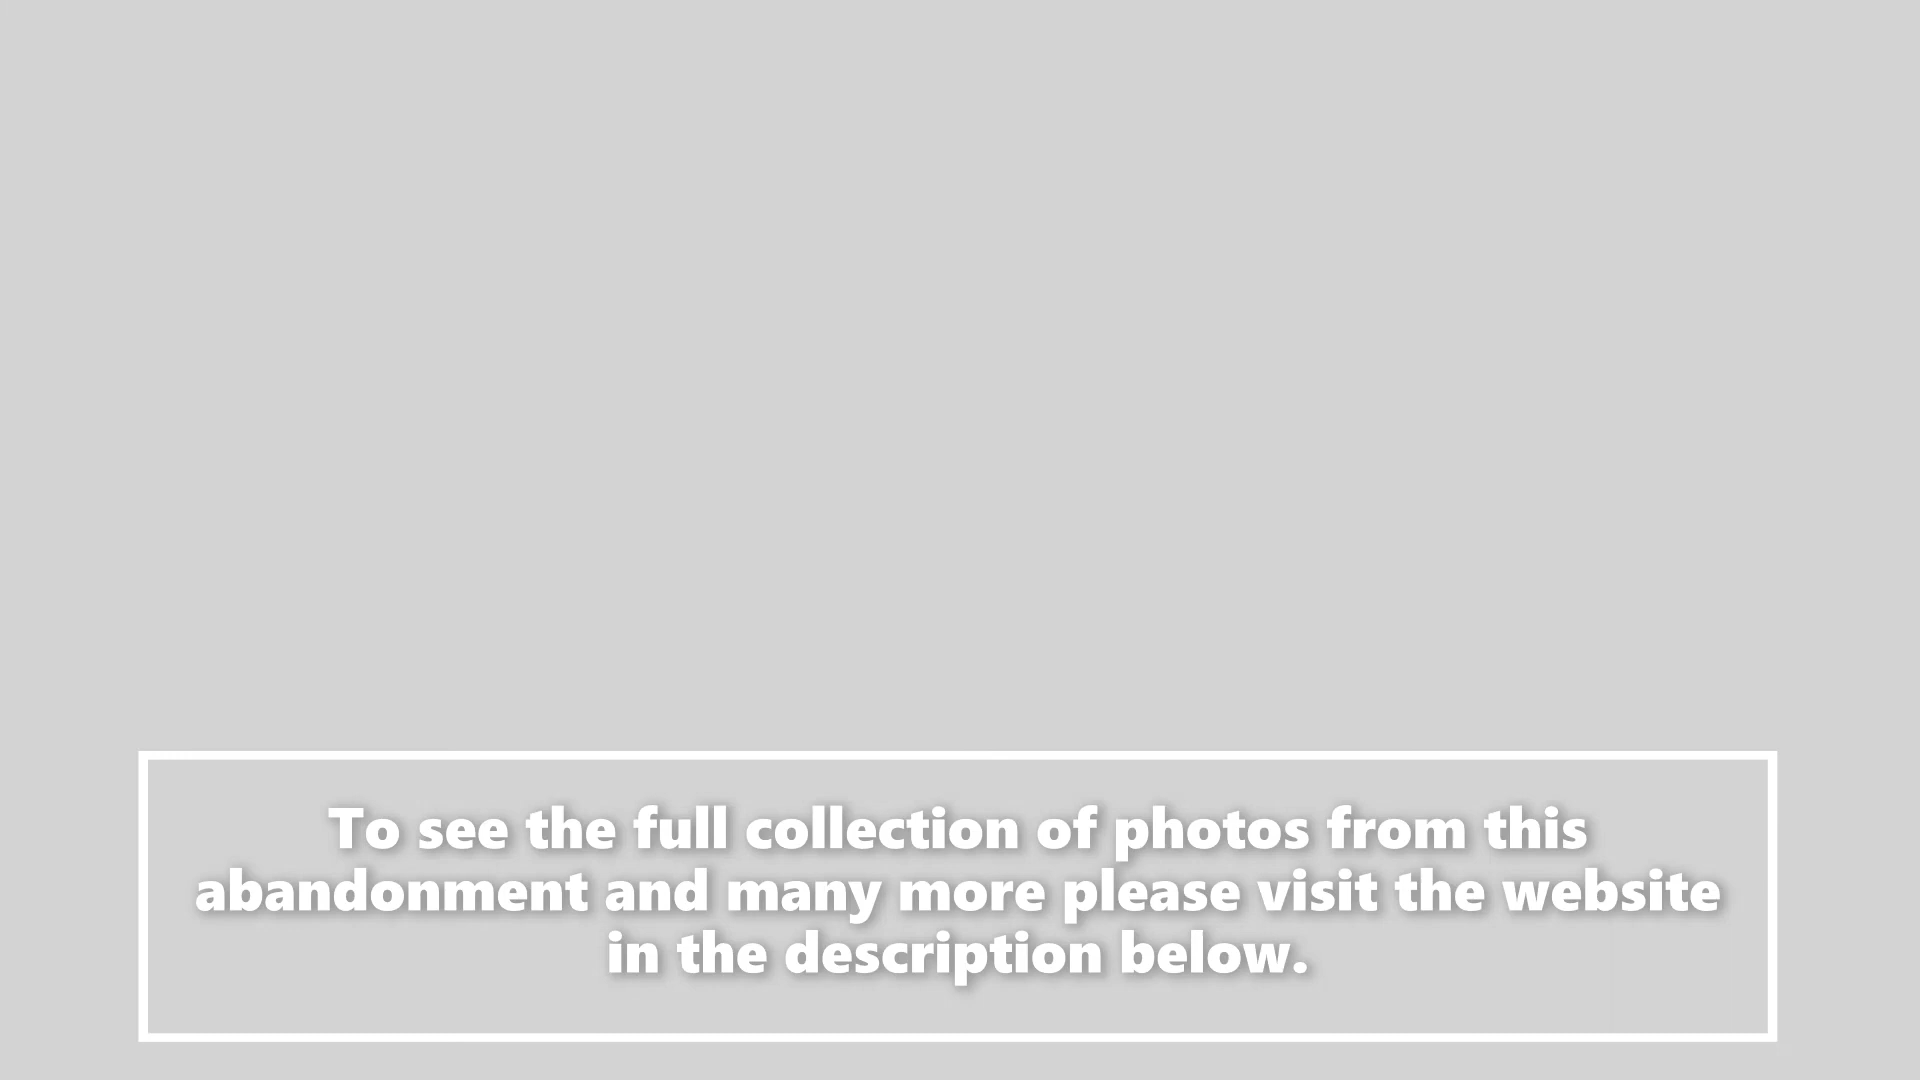 To see the full collection of photos from this
abandonment and many more please visit the website
in the description below.